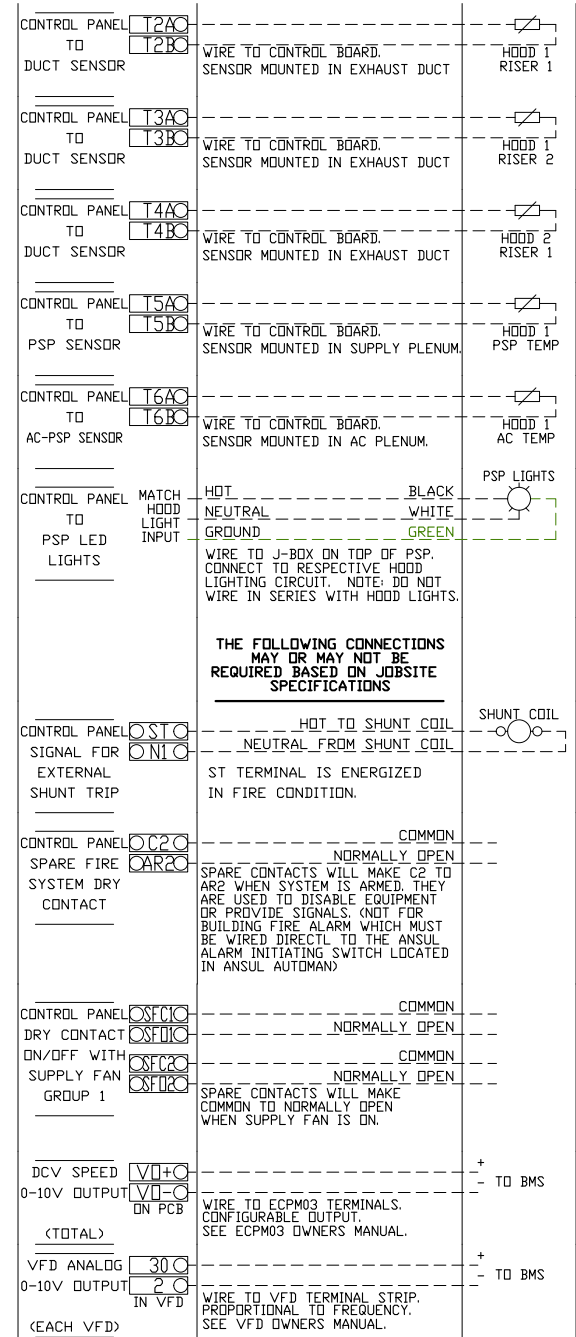 CONTROL PANEL T2A
TO T2B
DUCT SENSOR
WIRE TO CONTROL BOARD.
SENSOR MOUNTED IN EXHAUST DUCT
HOOD 1
RISER 1
CONTROL PANEL T3A
TO T3B
DUCT SENSOR
WIRE TO CONTROL BOARD.
SENSOR MOUNTED IN EXHAUST DUCT
HOOD 1
RISER 2
CONTROL PANEL T4A
TO T4B
DUCT SENSOR
WIRE TO CONTROL BOARD.
SENSOR MOUNTED IN EXHAUST DUCT
HOOD 2
RISER 1
CONTROL PANEL T5A
TO T5B
PSP SENSOR
WIRE TO CONTROL BOARD.
SENSOR MOUNTED IN SUPPLY PLENUM.
HOOD 1
PSP TEMP
CONTROL PANEL T6A
TO T6B
AC-PSP SENSOR
WIRE TO CONTROL BOARD.
SENSOR MOUNTED IN AC PLENUM.
HOOD 1
AC TEMP
CONTROL PANEL
TO
PSP LED
LIGHTS
MATCH
HOOD
LIGHT
INPUT
HOT BLACK
NEUTRAL WHITE
GROUND GREEN
PSP LIGHTS
WIRE TO J-BOX ON TOP OF PSP.
CONNECT TO RESPECTIVE HOOD
LIGHTING CIRCUIT. NOTE: DO NOT
WIRE IN SERIES WITH HOOD LIGHTS.
THE FOLLOWING CONNECTIONS
MAY OR MAY NOT BE
REQUIRED BASED ON JOBSITE
SPECIFICATIONS
CONTROL PANEL ST
SIGNAL FOR N1
EXTERNAL
SHUNT TRIP
HOT TO SHUNT COIL
NEUTRAL FROM SHUNT COIL
SHUNT COIL
ST TERMINAL IS ENERGIZED
IN FIRE CONDITION.
CONTROL PANEL C2
SPARE FIRE AR2
SYSTEM DRY
CONTACT
COMMON
NORMALLY OPEN
SPARE CONTACTS WILL MAKE C2 TO
AR2 WHEN SYSTEM IS ARMED. THEY
ARE USED TO DISABLE EQUIPMENT
OR PROVIDE SIGNALS. (NOT FOR
BUILDING FIRE ALARM WHICH MUST
BE WIRED DIRECTL TO THE ANSUL
ALARM INITIATING SWITCH LOCATED
IN ANSUL AUTOMAN)
CONTROL PANEL SFC1
DRY CONTACT SFO1
ON/OFF WITH SFC2
SUPPLY FAN SFO2
GROUP 1
COMMON
NORMALLY OPEN
COMMON
NORMALLY OPEN
SPARE CONTACTS WILL MAKE
COMMON TO NORMALLY OPEN
WHEN SUPPLY FAN IS ON.
DCV SPEED VO+
0-10V OUTPUT VO-
ON PCB
(TOTAL)
WIRE TO ECPM03 TERMINALS.
CONFIGURABLE OUTPUT.
SEE ECPM03 OWNERS MANUAL.
+
- TO BMS
VFD ANALOG 30
0-10V OUTPUT 2
IN VFD
(EACH VFD)
WIRE TO VFD TERMINAL STRIP.
PROPORTIONAL TO FREQUENCY.
SEE VFD OWNERS MANUAL.
+
- TO BMS